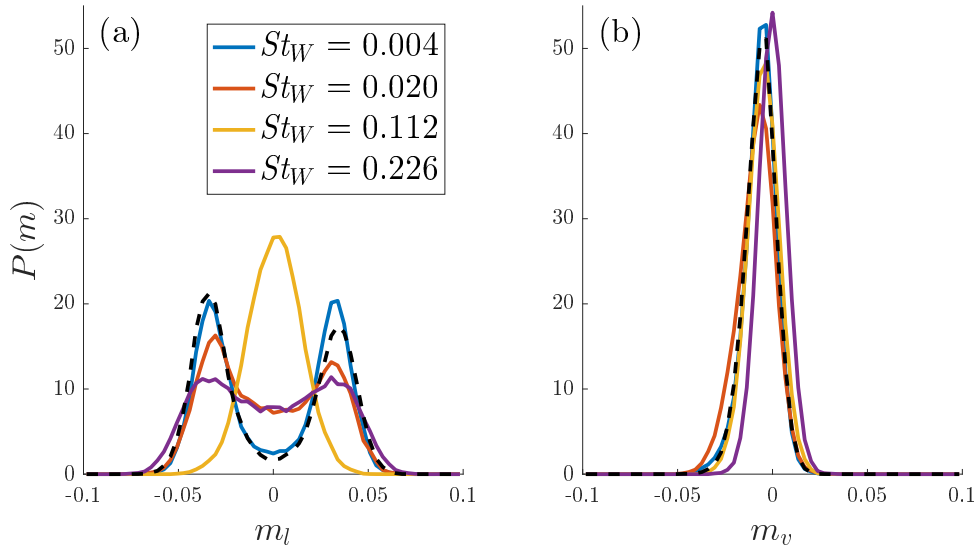 (a)
St_W = 0.004
St_W = 0.020
St_W = 0.112
St_W = 0.226
P(m)
50
40
30
20
10
0
-0.1 -0.05 0 0.05 0.1
m_l
(b)
50
40
30
20
10
0
-0.1 -0.05 0 0.05 0.1
m_v